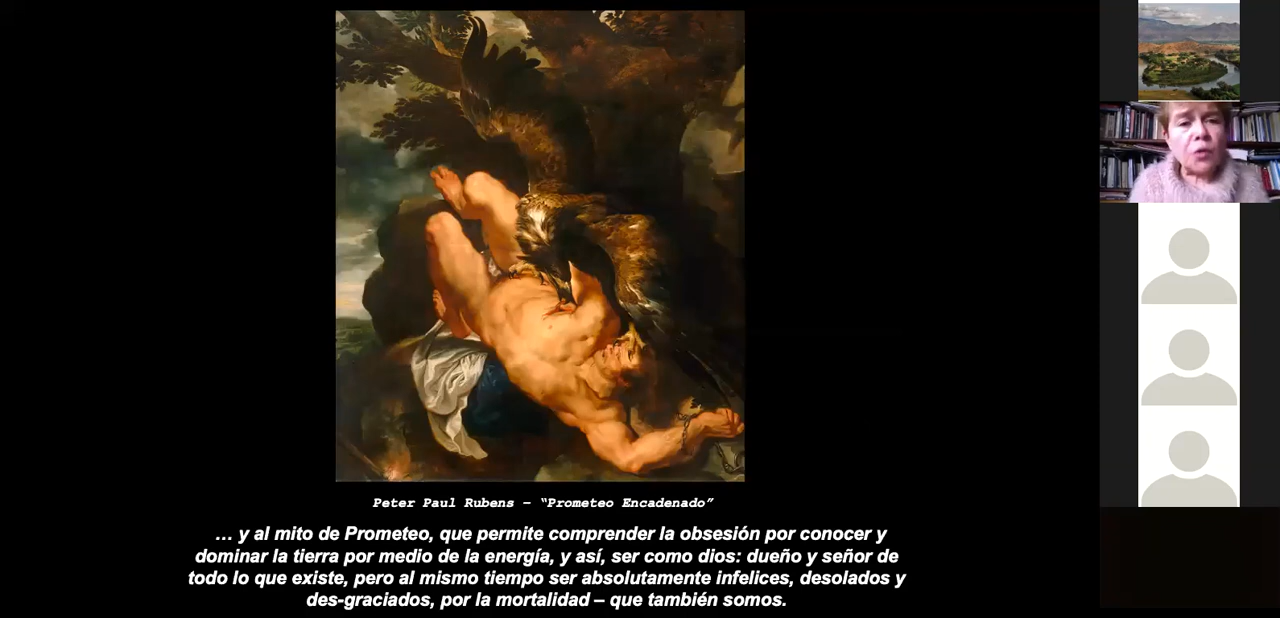 Peter Paul Rubens – “Prometeo Encadenado”
... y al mito de Prometeo, que permite comprender la obsesión por conocer y
dominar la tierra por medio de la energía, y así, ser como dios: dueño y señor de
todo lo que existe, pero al mismo tiempo ser absolutamente infelices, desolados y
des-graciados, por la mortalidad – que también somos.